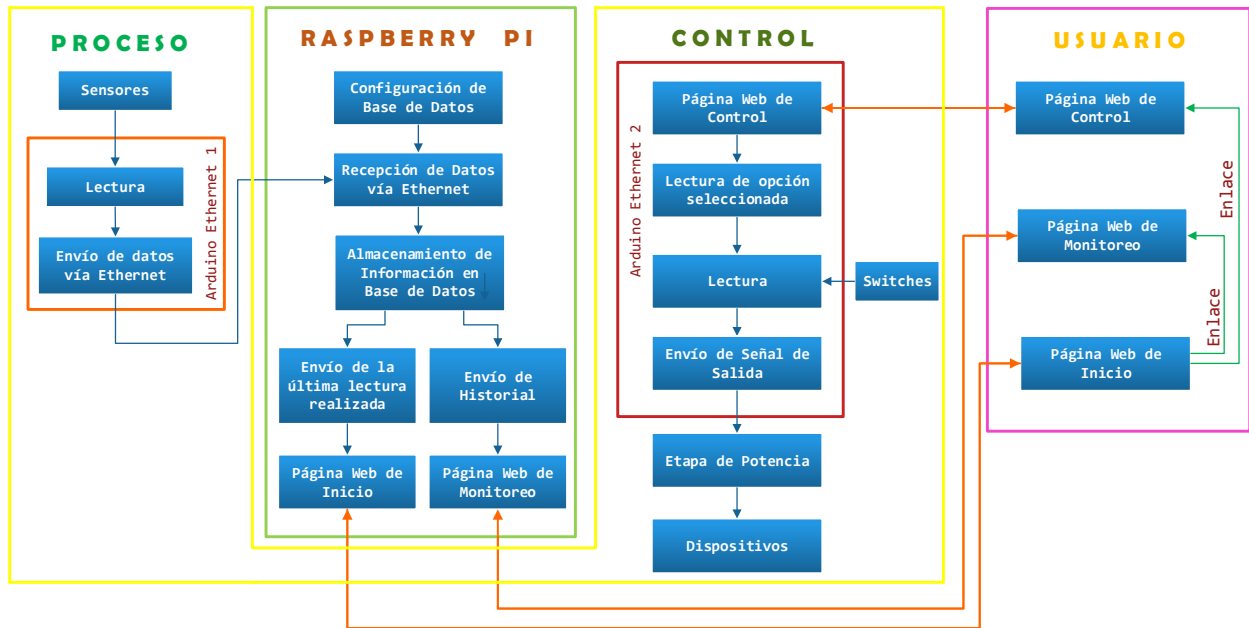 PROCESO
Sensores
Lectura
Envío de datos
vía Ethernet
Arduino Ethernet 1
RASPBERRY PI
Configuración de
Base de Datos
Recepción de Datos
vía Ethernet
Almacenamiento de
Información en
Base de Datos
Envío de la
última lectura
realizada
Envío de
Historial
Página Web de
Inicio
Página Web de
Monitoreo
CONTROL
Arduino Ethernet 2
Página Web de
Control
Lectura de opción
seleccionada
Lectura
Switches
Envío de Señal de
Salida
Etapa de Potencia
Dispositivos
USUARIO
Página Web de
Control
Página Web de
Monitoreo
Página Web de
Inicio
Enlace
Enlace